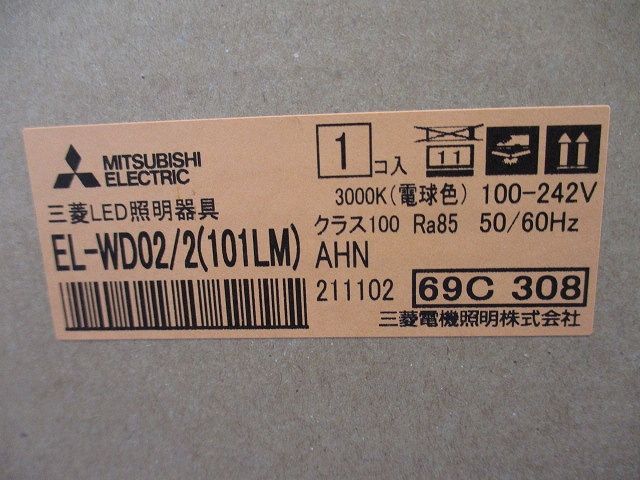 MITSUBISHI
ELECTRIC
1 コ入
11
三菱LED照明器具
3000K(電球色) 100-242V
クラス100 Ra85 50/60Hz
EL-WD02/2(101LM) AHN
211102 69C 308
三菱電機照明株式会社